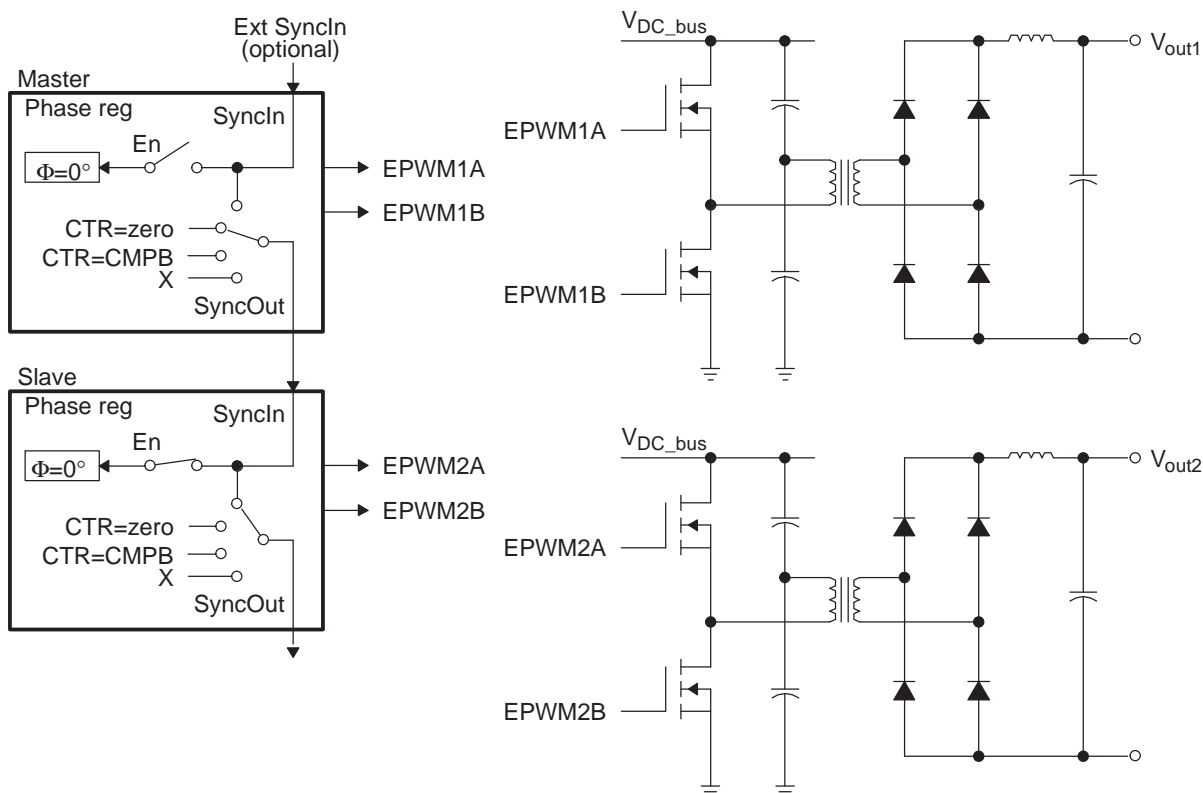 Ext SyncIn
(optional)
Master
Phase reg
SyncIn
En
Φ=0°
EPWM1A
EPWM1B
CTR=zero
CTR=CMPB
X
SyncOut
Slave
Phase reg
SyncIn
En
Φ=0°
EPWM2A
EPWM2B
CTR=zero
CTR=CMPB
X
SyncOut
VDC_bus
Vout1
EPWM1A
EPWM1B
VDC_bus
Vout2
EPWM2A
EPWM2B